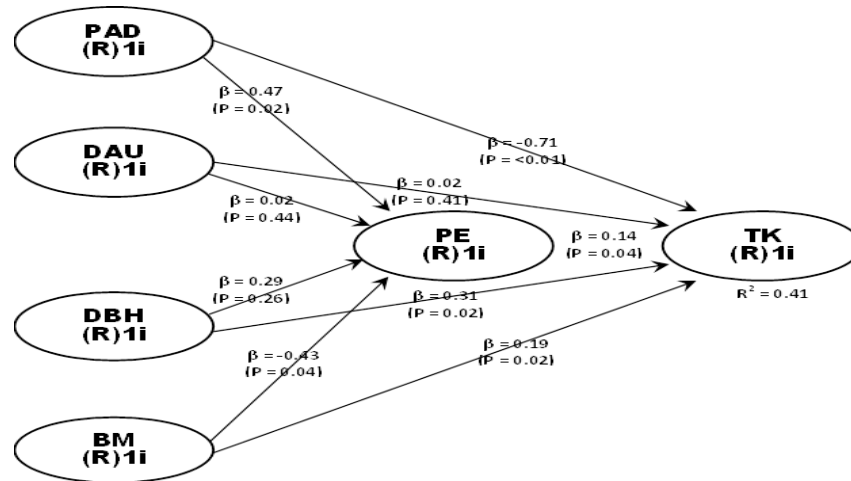 PAD
(R)1i
β = 0.47
(P = 0.02)
β = -0.71
(P = <0.01)
DAU
(R)1i
β = 0.02
(P = 0.44)
β = 0.02
(P = 0.41)
PE
(R)1i
β = 0.14
(P = 0.04)
TK
(R)1i
R² = 0.41
DBH
(R)1i
β = 0.29
(P = 0.26)
β = 0.31
(P = 0.02)
β = -0.43
(P = 0.04)
β = 0.19
(P = 0.02)
BM
(R)1i